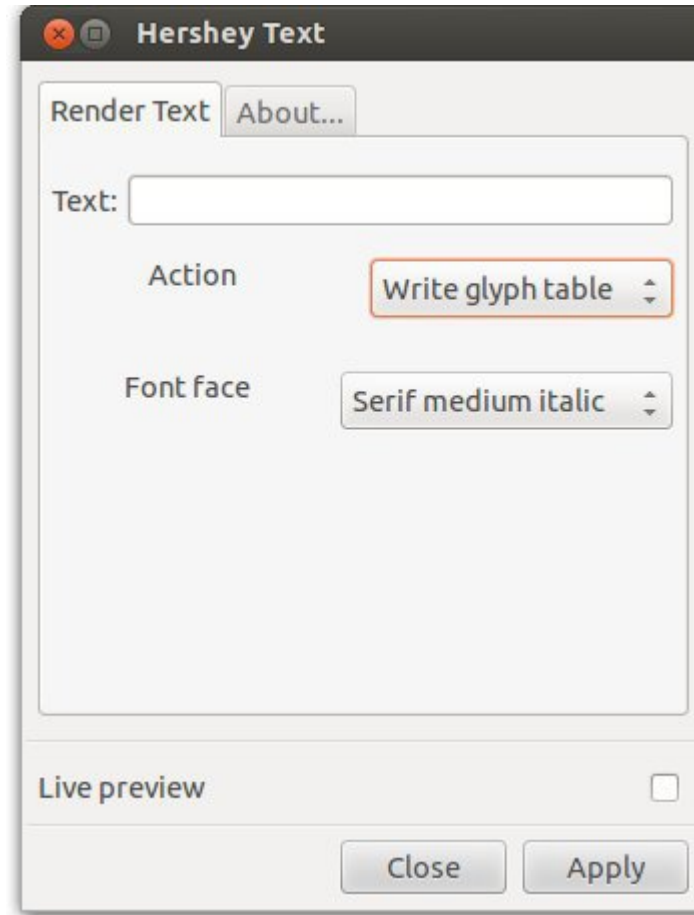 Hershey Text
Render Text About...
Text:
Action Write glyph table
Font face Serif medium italic
Live preview
Close Apply